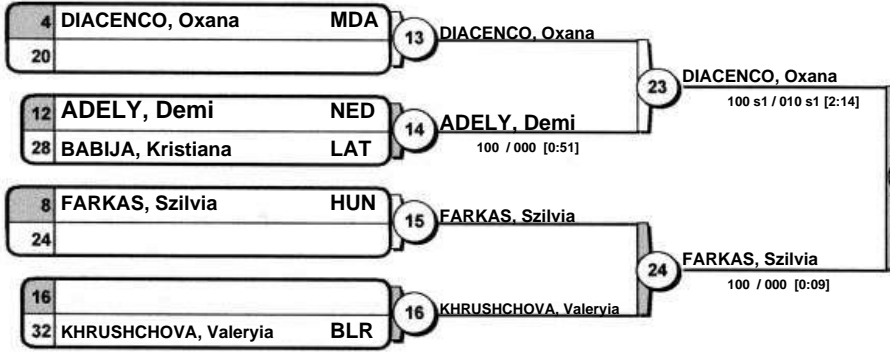 4 DIACENCO, Oxana MDA
20
13 DIACENCO, Oxana
12 ADELY, Demi NED
28 BABIJA, Kristiana LAT
14 ADELY, Demi
100 / 000 [0:51]
23 DIACENCO, Oxana
100 s1 / 010 s1 [2:14]
8 FARKAS, Szilvia HUN
24
15 FARKAS, Szilvia
16
32 KHRUSHCHOVA, Valeryia BLR
16 KHRUSHCHOVA, Valeryia
24 FARKAS, Szilvia
100 / 000 [0:09]